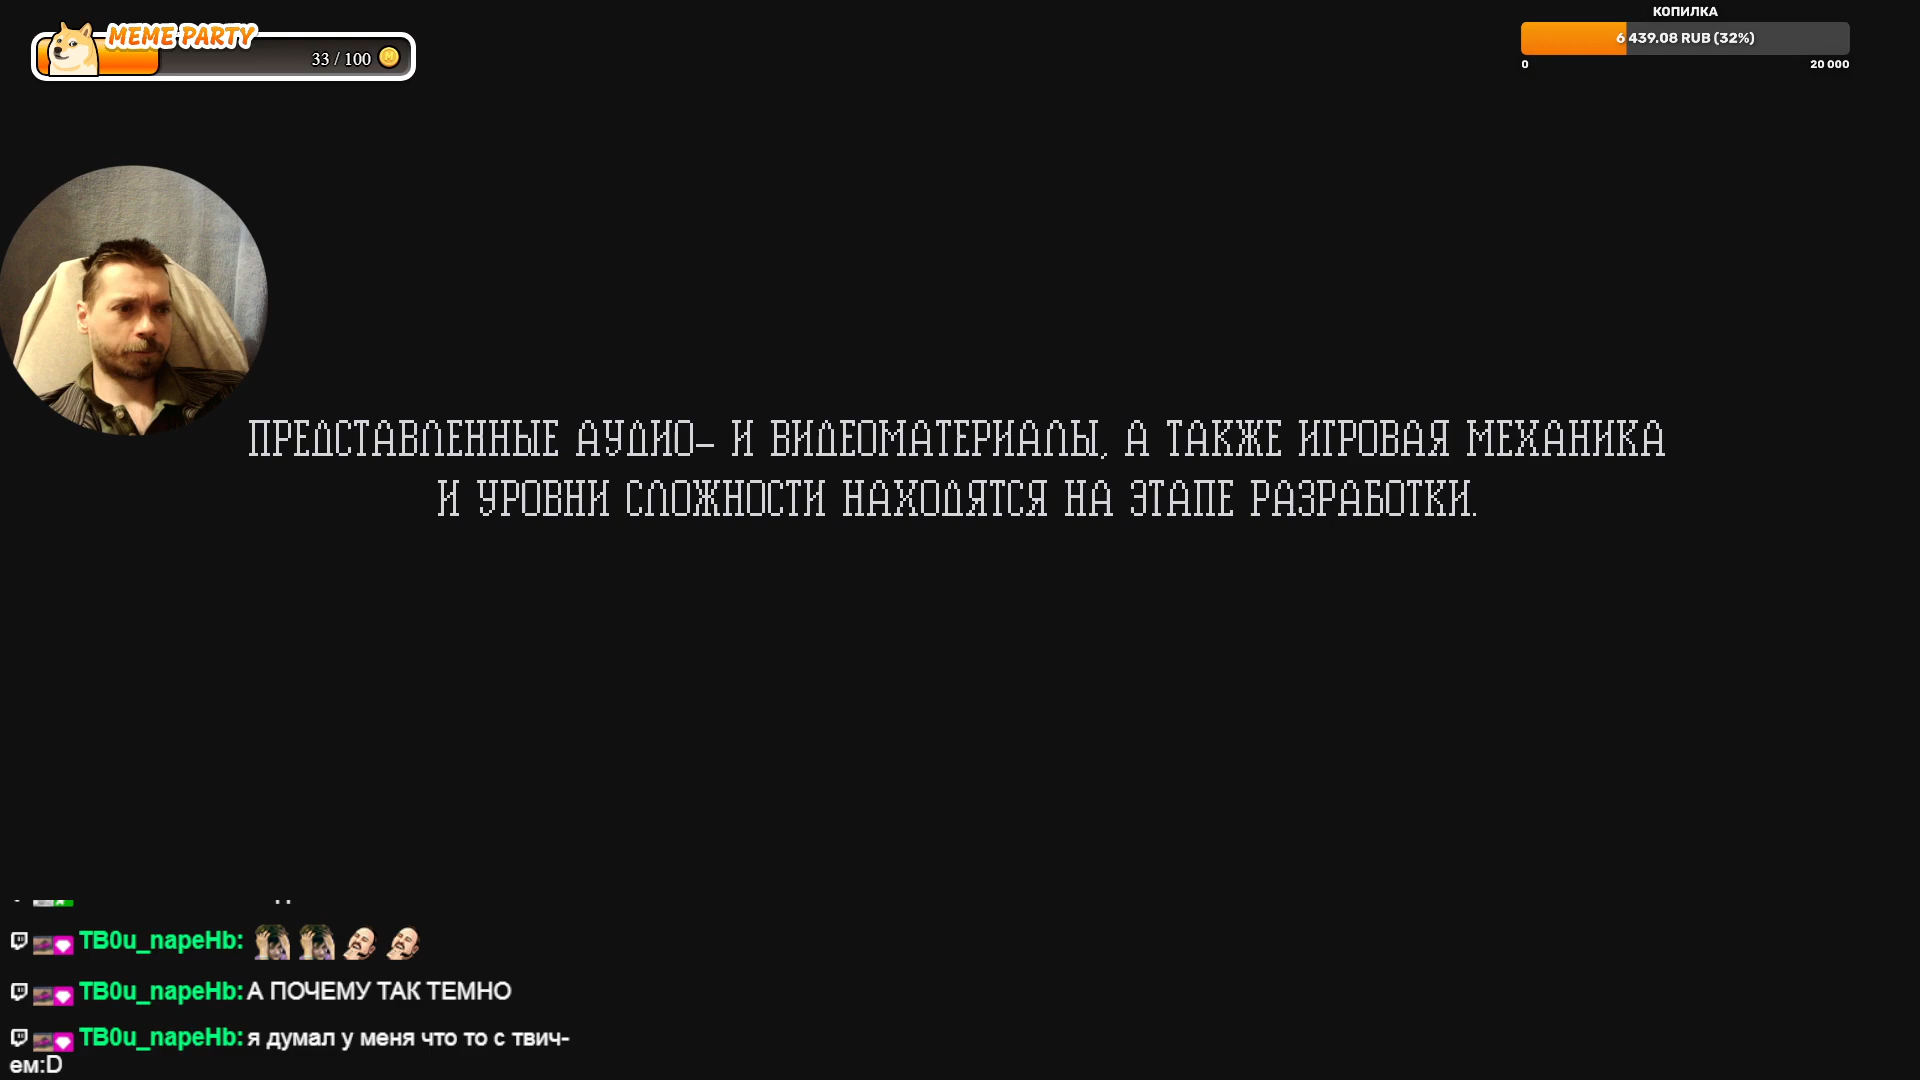 MEME PARTY
33 / 100
КОПИЛКА
6 439.08 RUB (32%)
0
20 000
ПРЕДСТАВЛЕННЫЕ АУДИО– И ВИДЕОМАТЕРИАЛЫ, А ТАКЖЕ ИГРОВАЯ МЕХАНИКА
И УРОВНИ СЛОЖНОСТИ НАХОДЯТСЯ НА ЭТАПЕ РАЗРАБОТКИ.
TB0u_napeHb:
TB0u_napeHb: А ПОЧЕМУ ТАК ТЕМНО
TB0u_napeHb: я думал у меня что то с твич-
ем:D